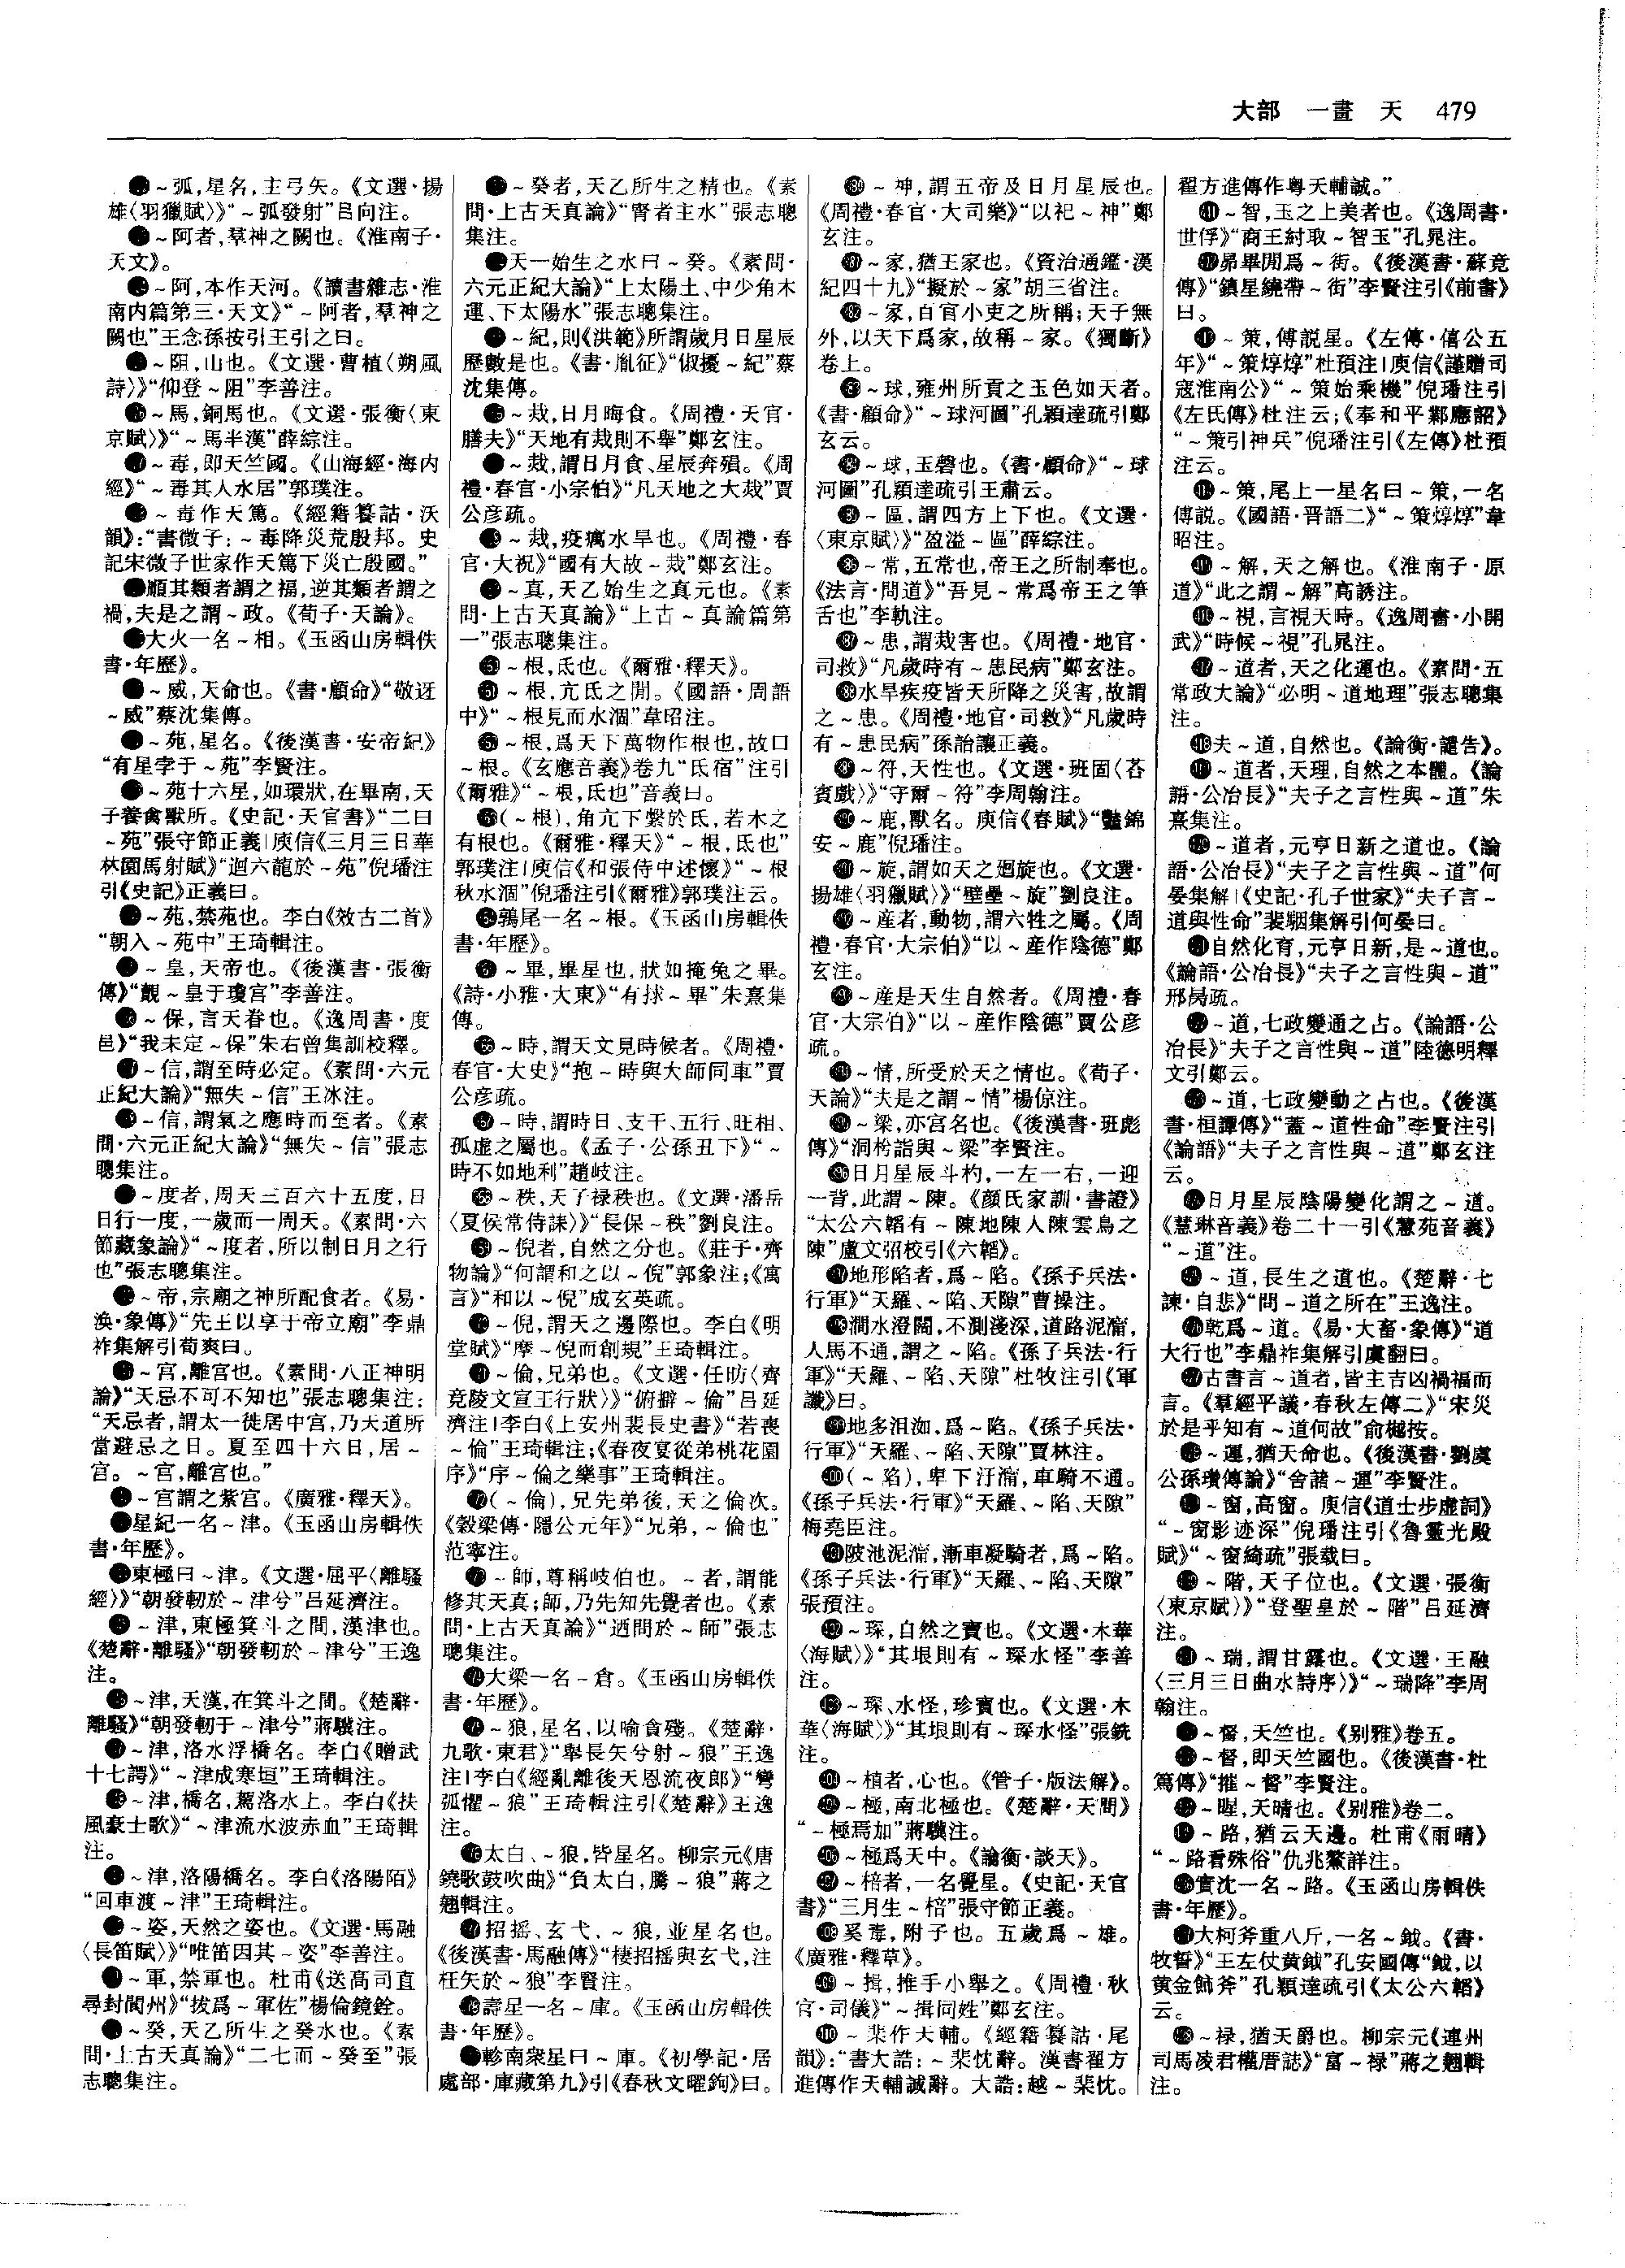 大部　一畫　天　479
～弧,星名,主弓矢。《文選·揚
雄〈羽獵賦〉》“～弧發射”吕向注。
～阿者,羣神之闕也。《淮南子·
天文》。
～阿,本作天河。《讀書雜志·淮
南内篇第三·天文》“～阿者,羣神之
闕也”王念孫按引王引之曰。
～阻,山也。《文選·曹植〈朔風
詩〉》“仰登～阻”李善注。
～馬,銅馬也。《文選·張衡〈東
京賦〉》“～馬半漢”薛綜注。
～毒,即天竺國。《山海經·海内
經》“～毒其人水居”郭璞注。
～毒作天篤。《經籍籑詁·沃
韻》:“書微子:～毒降災荒殷邦。史
記宋微子世家作天篤下災亡殷國。”
順其類者謂之福,逆其類者謂之
禍,夫是之謂～政。《荀子·天論》。
大火一名～相。《玉函山房輯佚
書·年歷》。
～威,天命也。《書·顧命》“敬迓
～威”蔡沈集傳。
～苑,星名。《後漢書·安帝紀》
“有星孛于～苑”李賢注。
～苑十六星,如環狀,在畢南,天
子養禽獸所。《史記·天官書》“二曰
～苑”張守節正義|庾信《三月三日華
林園馬射賦》“迴六龍於～苑”倪璠注
引《史記》正義曰。
～苑,禁苑也。李白《效古二首》
“朝入～苑中”王琦輯注。
～皇,天帝也。《後漢書·張衡
傳》“覿～皇于瓊宫”李善注。
～保,言天眷也。《逸周書·度
邑》“我未定～保”朱右曾集訓校釋。
～信,謂至時必定。《素問·六元
正紀大論》“無失～信”王冰注。
～信,謂氣之應時而至者。《素
問·六元正紀大論》“無失～信”張志
聰集注。
～度者,周天三百六十五度,日
日行一度,一歲而一周天。《素問·六
節藏象論》“～度者,所以制日月之行
也”張志聰集注。
～帝,宗廟之神所配食者。《易·
渙·象傳》“先王以享于帝立廟”李鼎
祚集解引荀爽曰。
～宫,離宫也。《素問·八正神明
論》“天忌不可不知也”張志聰集注:
“天忌者,謂太一徙居中宫,乃天道所
當避忌之日。夏至四十六日,居～
宫。～宫,離宫也。”
～宫謂之紫宫。《廣雅·釋天》。
星紀一名～津。《玉函山房輯佚
書·年歷》。
東極曰～津。《文選·屈平〈離騷
經〉》“朝發軔於～津兮”吕延濟注。
～津,東極箕斗之間,漢津也。
《楚辭·離騷》“朝發軔於～津兮”王逸
注。
～津,天漢,在箕斗之間。《楚辭·
離騷》“朝發軔于～津兮”蔣驥注。
～津,洛水浮橋名。李白《贈武
十七諤》“～津成寒垣”王琦輯注。
～津,橋名,駕洛水上。李白《扶
風豪士歌》“～津流水波赤血”王琦輯
注。
～津,洛陽橋名。李白《洛陽陌》
“回車渡～津”王琦輯注。
～姿,天然之姿也。《文選·馬融
〈長笛賦〉》“唯笛因其～姿”李善注。
～軍,禁軍也。杜甫《送高司直
尋封閬州》“拔爲～軍佐”楊倫鏡銓。
～癸,天乙所生之癸水也。《素
問·上古天真論》“二七而～癸至”張
志聰集注。
～癸者,天乙所生之精也。《素
問·上古天真論》“腎者主水”張志聰
集注。
天一始生之水曰～癸。《素問·
六元正紀大論》“上太陽土、中少角木
運、下太陽水”張志聰集注。
～紀,則《洪範》所謂歲月日星辰
歷數是也。《書·胤征》“俶擾～紀”蔡
沈集傳。
～烖,日月晦食。《周禮·天官·
膳夫》“天地有烖則不舉”鄭玄注。
～烖,謂日月食、星辰奔殞。《周
禮·春官·小宗伯》“凡天地之大烖”賈
公彦疏。
～烖,疫癘水旱也。《周禮·春
官·大祝》“國有大故～烖”鄭玄注。
～真,天乙始生之真元也。《素
問·上古天真論》“上古～真論篇第
一”張志聰集注。
～根,氐也。《爾雅·釋天》。
～根,亢氐之閒。《國語·周語
中》“～根見而水涸”韋昭注。
～根,爲天下萬物作根也,故曰
～根。《玄應音義》卷九“氐宿”注引
《爾雅》“～根,氐也”音義曰。
(～根),角亢下繫於氐,若木之
有根也。《爾雅·釋天》“～根,氐也”
郭璞注|庾信《和張侍中述懷》“～根
秋水涸”倪璠注引《爾雅》郭璞注云。
鶉尾一名～根。《玉函山房輯佚
書·年歷》。
～畢,畢星也,狀如掩兔之畢。
《詩·小雅·大東》“有捄～畢”朱熹集
傳。
～時,謂天文見時候者。《周禮·
春官·大史》“抱～時與大師同車”賈
公彦疏。
～時,謂時日、支干、五行、旺相、
孤虚之屬也。《孟子·公孫丑下》“～
時不如地利”趙岐注。
～秩,天子禄秩也。《文選·潘岳
〈夏侯常侍誄〉》“長保～秩”劉良注。
～倪者,自然之分也。《莊子·齊
物論》“何謂和之以～倪”郭象注;《寓
言》“和以～倪”成玄英疏。
～倪,謂天之邊際也。李白《明
堂賦》“摩～倪而創規”王琦輯注。
～倫,兄弟也。《文選·任昉〈齊
竟陵文宣王行狀〉》“俯擗～倫”吕延
濟注|李白《上安州裴長史書》“若喪
～倫”王琦輯注;《春夜宴從弟桃花園
序》“序～倫之樂事”王琦輯注。
(～倫),兄先弟後,天之倫次。
《穀梁傳·隱公元年》“兄弟,～倫也”
范寧注。
～師,尊稱岐伯也。～者,謂能
修其天真;師,乃先知先覺者也。《素
問·上古天真論》“迺問於～師”張志
聰集注。
大梁一名～倉。《玉函山房輯佚
書·年歷》。
～狼,星名,以喻貪殘。《楚辭·
九歌·東君》“舉長矢兮射～狼”王逸
注|李白《經亂離後天恩流夜郎》“彎
弧懼～狼”王琦輯注引《楚辭》王逸
注。
太白、～狼,皆星名。柳宗元《唐
鐃歌鼓吹曲》“負太白,騰～狼”蔣之
翹輯注。
招摇、玄弋、～狼,並星名也。
《後漢書·馬融傳》“棲招摇與玄弋,注
枉矢於～狼”李賢注。
壽星一名～庫。《玉函山房輯佚
書·年歷》。
軫南衆星曰～庫。《初學記·居
處部·庫藏第九》引《春秋文曜鉤》曰。
～神,謂五帝及日月星辰也。
《周禮·春官·大司樂》“以祀～神”鄭
玄注。
～家,猶王家也。《資治通鑑·漢
紀四十九》“擬於～家”胡三省注。
～家,百官小吏之所稱;天子無
外,以天下爲家,故稱～家。《獨斷》
卷上。
～球,雍州所貢之玉色如天者。
《書·顧命》“～球河圖”孔穎達疏引鄭
玄云。
～球,玉磬也。《書·顧命》“～球
河圖”孔穎達疏引王肅云。
～區,謂四方上下也。《文選·
〈東京賦〉》“盈溢～區”薛綜注。
～常,五常也,帝王之所制奉也。
《法言·問道》“吾見～常爲帝王之筆
舌也”李軌注。
～患,謂烖害也。《周禮·地官·
司救》“凡歲時有～患民病”鄭玄注。
水旱疾疫皆天所降之災害,故謂
之～患。《周禮·地官·司救》“凡歲時
有～患民病”孫詒讓正義。
～符,天性也。《文選·班固〈荅
賓戲〉》“守爾～符”李周翰注。
～鹿,獸名。庾信《春賦》“豔錦
安～鹿”倪璠注。
～旋,謂如天之廻旋也。《文選·
揚雄〈羽獵賦〉》“壁壘～旋”劉良注。
～産者,動物,謂六牲之屬。《周
禮·春官·大宗伯》“以～産作陰德”鄭
玄注。
～産是天生自然者。《周禮·春
官·大宗伯》“以～産作陰德”賈公彦
疏。
～情,所受於天之情也。《荀子·
天論》“夫是之謂～情”楊倞注。
～梁,亦宫名也。《後漢書·班彪
傳》“洞枍詣與～梁”李賢注。
日月星辰斗杓,一左一右,一迎
一背,此謂～陳。《顔氏家訓·書證》
“太公六韜有～陳地陳人陳雲鳥之
陳”盧文弨校引《六韜》。
地形陷者,爲～陷。《孫子兵法·
行軍》“天羅、～陷、天隙”曹操注。
澗水澄闊,不測淺深,道路泥濘,
人馬不通,謂之～陷。《孫子兵法·行
軍》“天羅、～陷、天隙”杜牧注引《軍
讖》曰。
地多沮洳,爲～陷。《孫子兵法·
行軍》“天羅、～陷、天隙”賈林注。
(～陷),卑下汙濘,車騎不通。
《孫子兵法·行軍》“天羅、～陷、天隙”
梅堯臣注。
陂池泥濘,漸車凝騎者,爲～陷。
《孫子兵法·行軍》“天羅、～陷、天隙”
張預注。
～琛,自然之寶也。《文選·木華
〈海賦〉》“其垠則有～琛水怪”李善
注。
～琛、水怪,珍寶也。《文選·木
華〈海賦〉》“其垠則有～琛水怪”張銑
注。
～植者,心也。《管子·版法解》。
～極,南北極也。《楚辭·天問》
“～極焉加”蔣驥注。
～極爲天中。《論衡·談天》。
～棓者,一名覺星。《史記·天官
書》“三月生～棓”張守節正義。
奚毒,附子也。五歲爲～雄。
《廣雅·釋草》。
～揖,推手小舉之。《周禮·秋
官·司儀》“～揖同姓”鄭玄注。
～棐作大輔。《經籍籑詁·尾
韻》:“書大誥:～棐忱辭。漢書翟方
進傳作天輔誠辭。大誥:越～棐忱。
翟方進傳作粤天輔誠。”
～智,玉之上美者也。《逸周書·
世俘》“商王紂取～智玉”孔晁注。
昴畢閒爲～街。《後漢書·蘇竟
傳》“鎮星繞帶～街”李賢注引《前書》
曰。
～策,傅説星。《左傳·僖公五
年》“～策焞焞”杜預注|庾信《謹贈司
寇淮南公》“～策始乘機”倪璠注引
《左氏傳》杜注云;《奉和平鄴應詔》
“～策引神兵”倪璠注引《左傳》杜預
注云。
～策,尾上一星名曰～策,一名
傅説。《國語·晋語二》“～策焞焞”韋
昭注。
～解,天之解也。《淮南子·原
道》“此之謂～解”高誘注。
～視,言視天時。《逸周書·小開
武》“時候～視”孔晁注。
～道者,天之化運也。《素問·五
常政大論》“必明～道地理”張志聰集
注。
夫～道,自然也。《論衡·譴告》。
～道者,天理,自然之本體。《論
語·公冶長》“夫子之言性與～道”朱
熹集注。
～道者,元亨日新之道也。《論
語·公冶長》“夫子之言性與～道”何
晏集解|《史記·孔子世家》“夫子言～
道與性命”裴駰集解引何晏曰。
自然化育,元亨日新,是～道也。
《論語·公冶長》“夫子之言性與～道”
邢昺疏。
～道,七政變通之占。《論語·公
冶長》“夫子之言性與～道”陸德明釋
文引鄭云。
～道,七政變動之占也。《後漢
書·桓譚傳》“蓋～道性命”李賢注引
《論語》“夫子之言性與～道”鄭玄注
云。
日月星辰陰陽變化謂之～道。
《慧琳音義》卷二十一引《慧苑音義》
“～道”注。
～道,長生之道也。《楚辭·七
諫·自悲》“問～道之所在”王逸注。
乾爲～道。《易·大畜·象傳》“道
大行也”李鼎祚集解引虞翻曰。
古書言～道者,皆主吉凶禍福而
言。《羣經平議·春秋左傳二》“宋災
於是乎知有～道何故”俞樾按。
～運,猶天命也。《後漢書·劉虞
公孫瓚傳論》“舍諸～運”李賢注。
～窗,高窗。庾信《道士步虚詞》
“～窗影迹深”倪璠注引《魯靈光殿
賦》“～窗綺疏”張载曰。
～階,天子位也。《文選·張衡
〈東京賦〉》“登聖皇於～階”吕延濟
注。
～瑞,謂甘露也。《文選·王融
〈三月三日曲水詩序〉》“～瑞降”李周
翰注。
～督,天竺也。《别雅》卷五。
～督,即天竺國也。《後漢書·杜
篤傳》“摧～督”李賢注。
～暒,天晴也。《别雅》卷二。
～路,猶云天邊。杜甫《雨晴》
“～路看殊俗”仇兆鰲詳注。
實沈一名～路。《玉函山房輯佚
書·年歷》。
大柯斧重八斤,一名～鉞。《書·
牧誓》“王左仗黄鉞”孔安國傳“鉞,以
黄金飾斧”孔穎達疏引《太公六韜》
云。
～禄,猶天爵也。柳宗元《連州
司馬凌君權厝誌》“富～禄”蔣之翹輯
注。